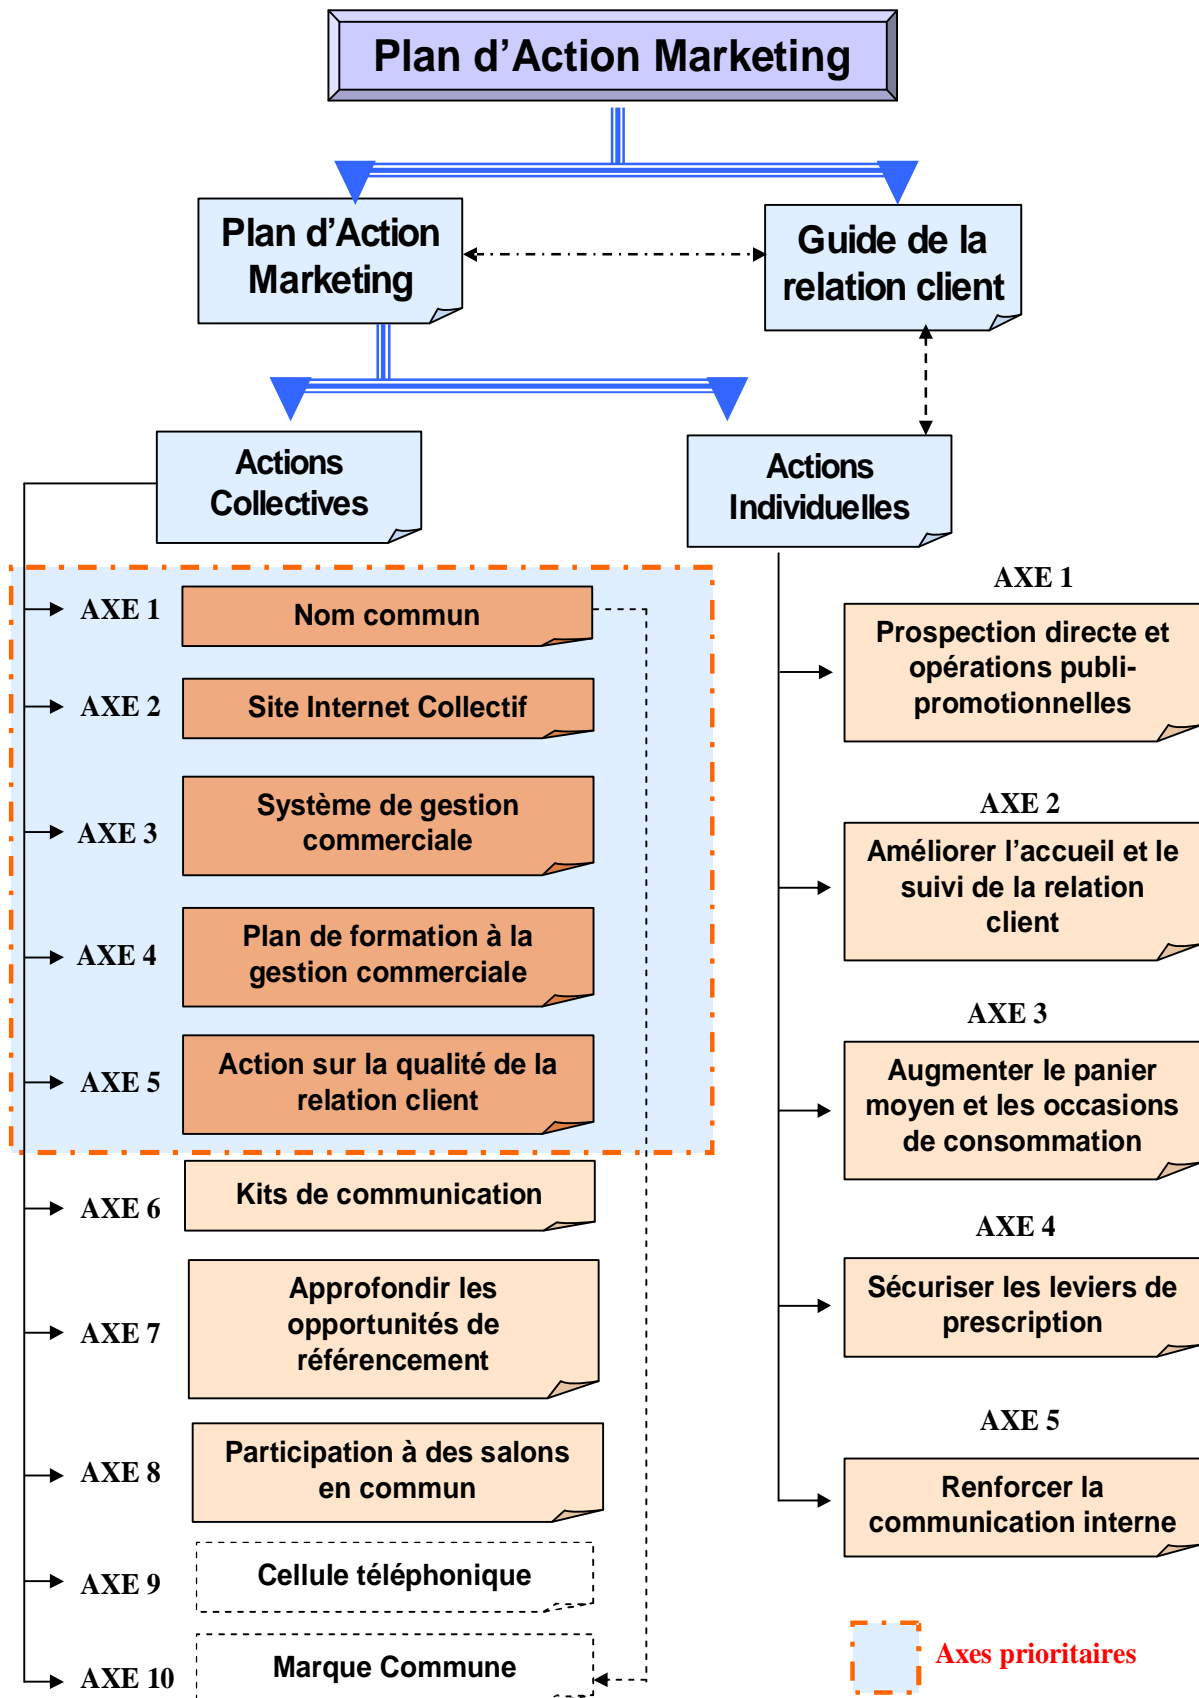 Plan d’Action Marketing
Plan d’Action
Marketing
Guide de la
relation client
Actions
Collectives
Actions
Individuelles
AXE 1
Nom commun
AXE 2
Site Internet Collectif
AXE 3
Système de gestion
commerciale
AXE 4
Plan de formation à la
gestion commerciale
AXE 5
Action sur la qualité de la
relation client
AXE 6
Kits de communication
AXE 7
Approfondir les
opportunités de
référencement
AXE 8
Participation à des salons
en commun
AXE 9
Cellule téléphonique
AXE 10
Marque Commune
AXE 1
Prospection directe et
opérations publi-
promotionnelles
AXE 2
Améliorer l’accueil et le
suivi de la relation
client
AXE 3
Augmenter le panier
moyen et les occasions
de consommation
AXE 4
Sécuriser les leviers de
prescription
AXE 5
Renforcer la
communication interne
Axes prioritaires